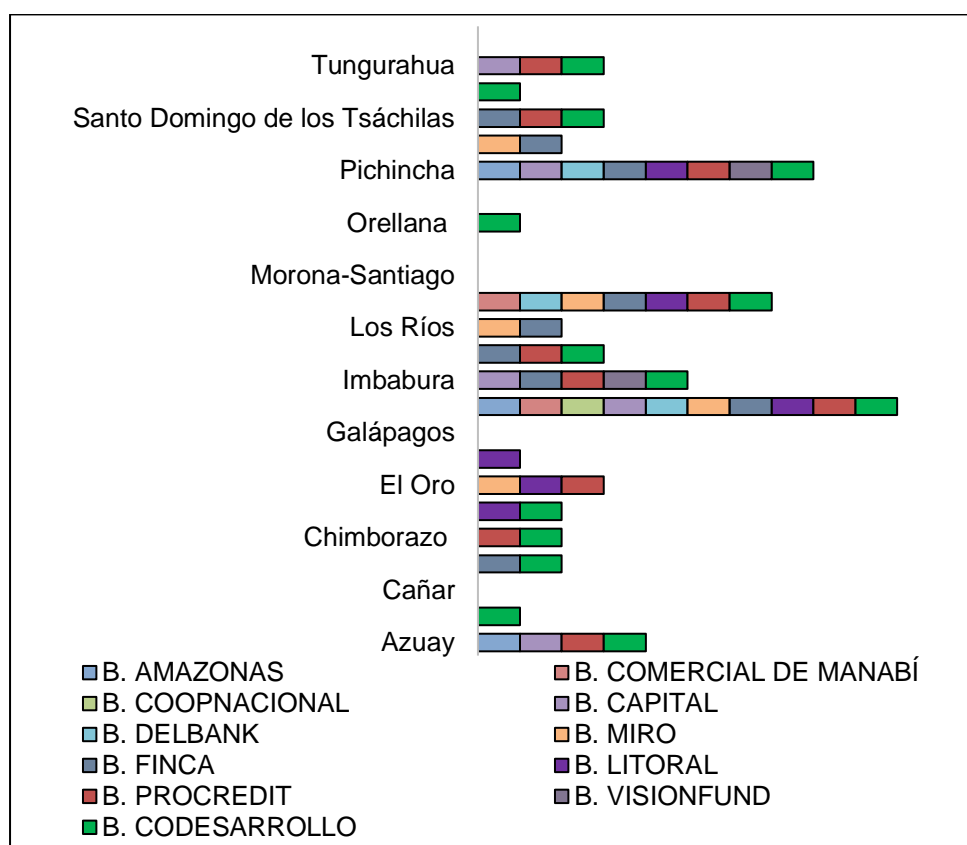 Tungurahua
Santo Domingo de los Tsáchilas
Pichincha
Orellana
Morona-Santiago
Los Ríos
Imbabura
Galápagos
El Oro
Chimborazo
Cañar
Azuay
B. AMAZONAS
B. COMERCIAL DE MANABÍ
B. COOPNACIONAL
B. CAPITAL
B. DELBANK
B. MIRO
B. FINCA
B. LITORAL
B. PROCREDIT
B. VISIONFUND
B. CODESARROLLO